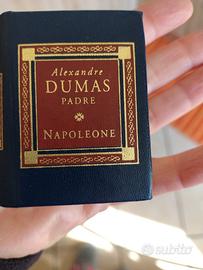 Alexandre
DUMAS
PADRE
NAPOLEONE
subito